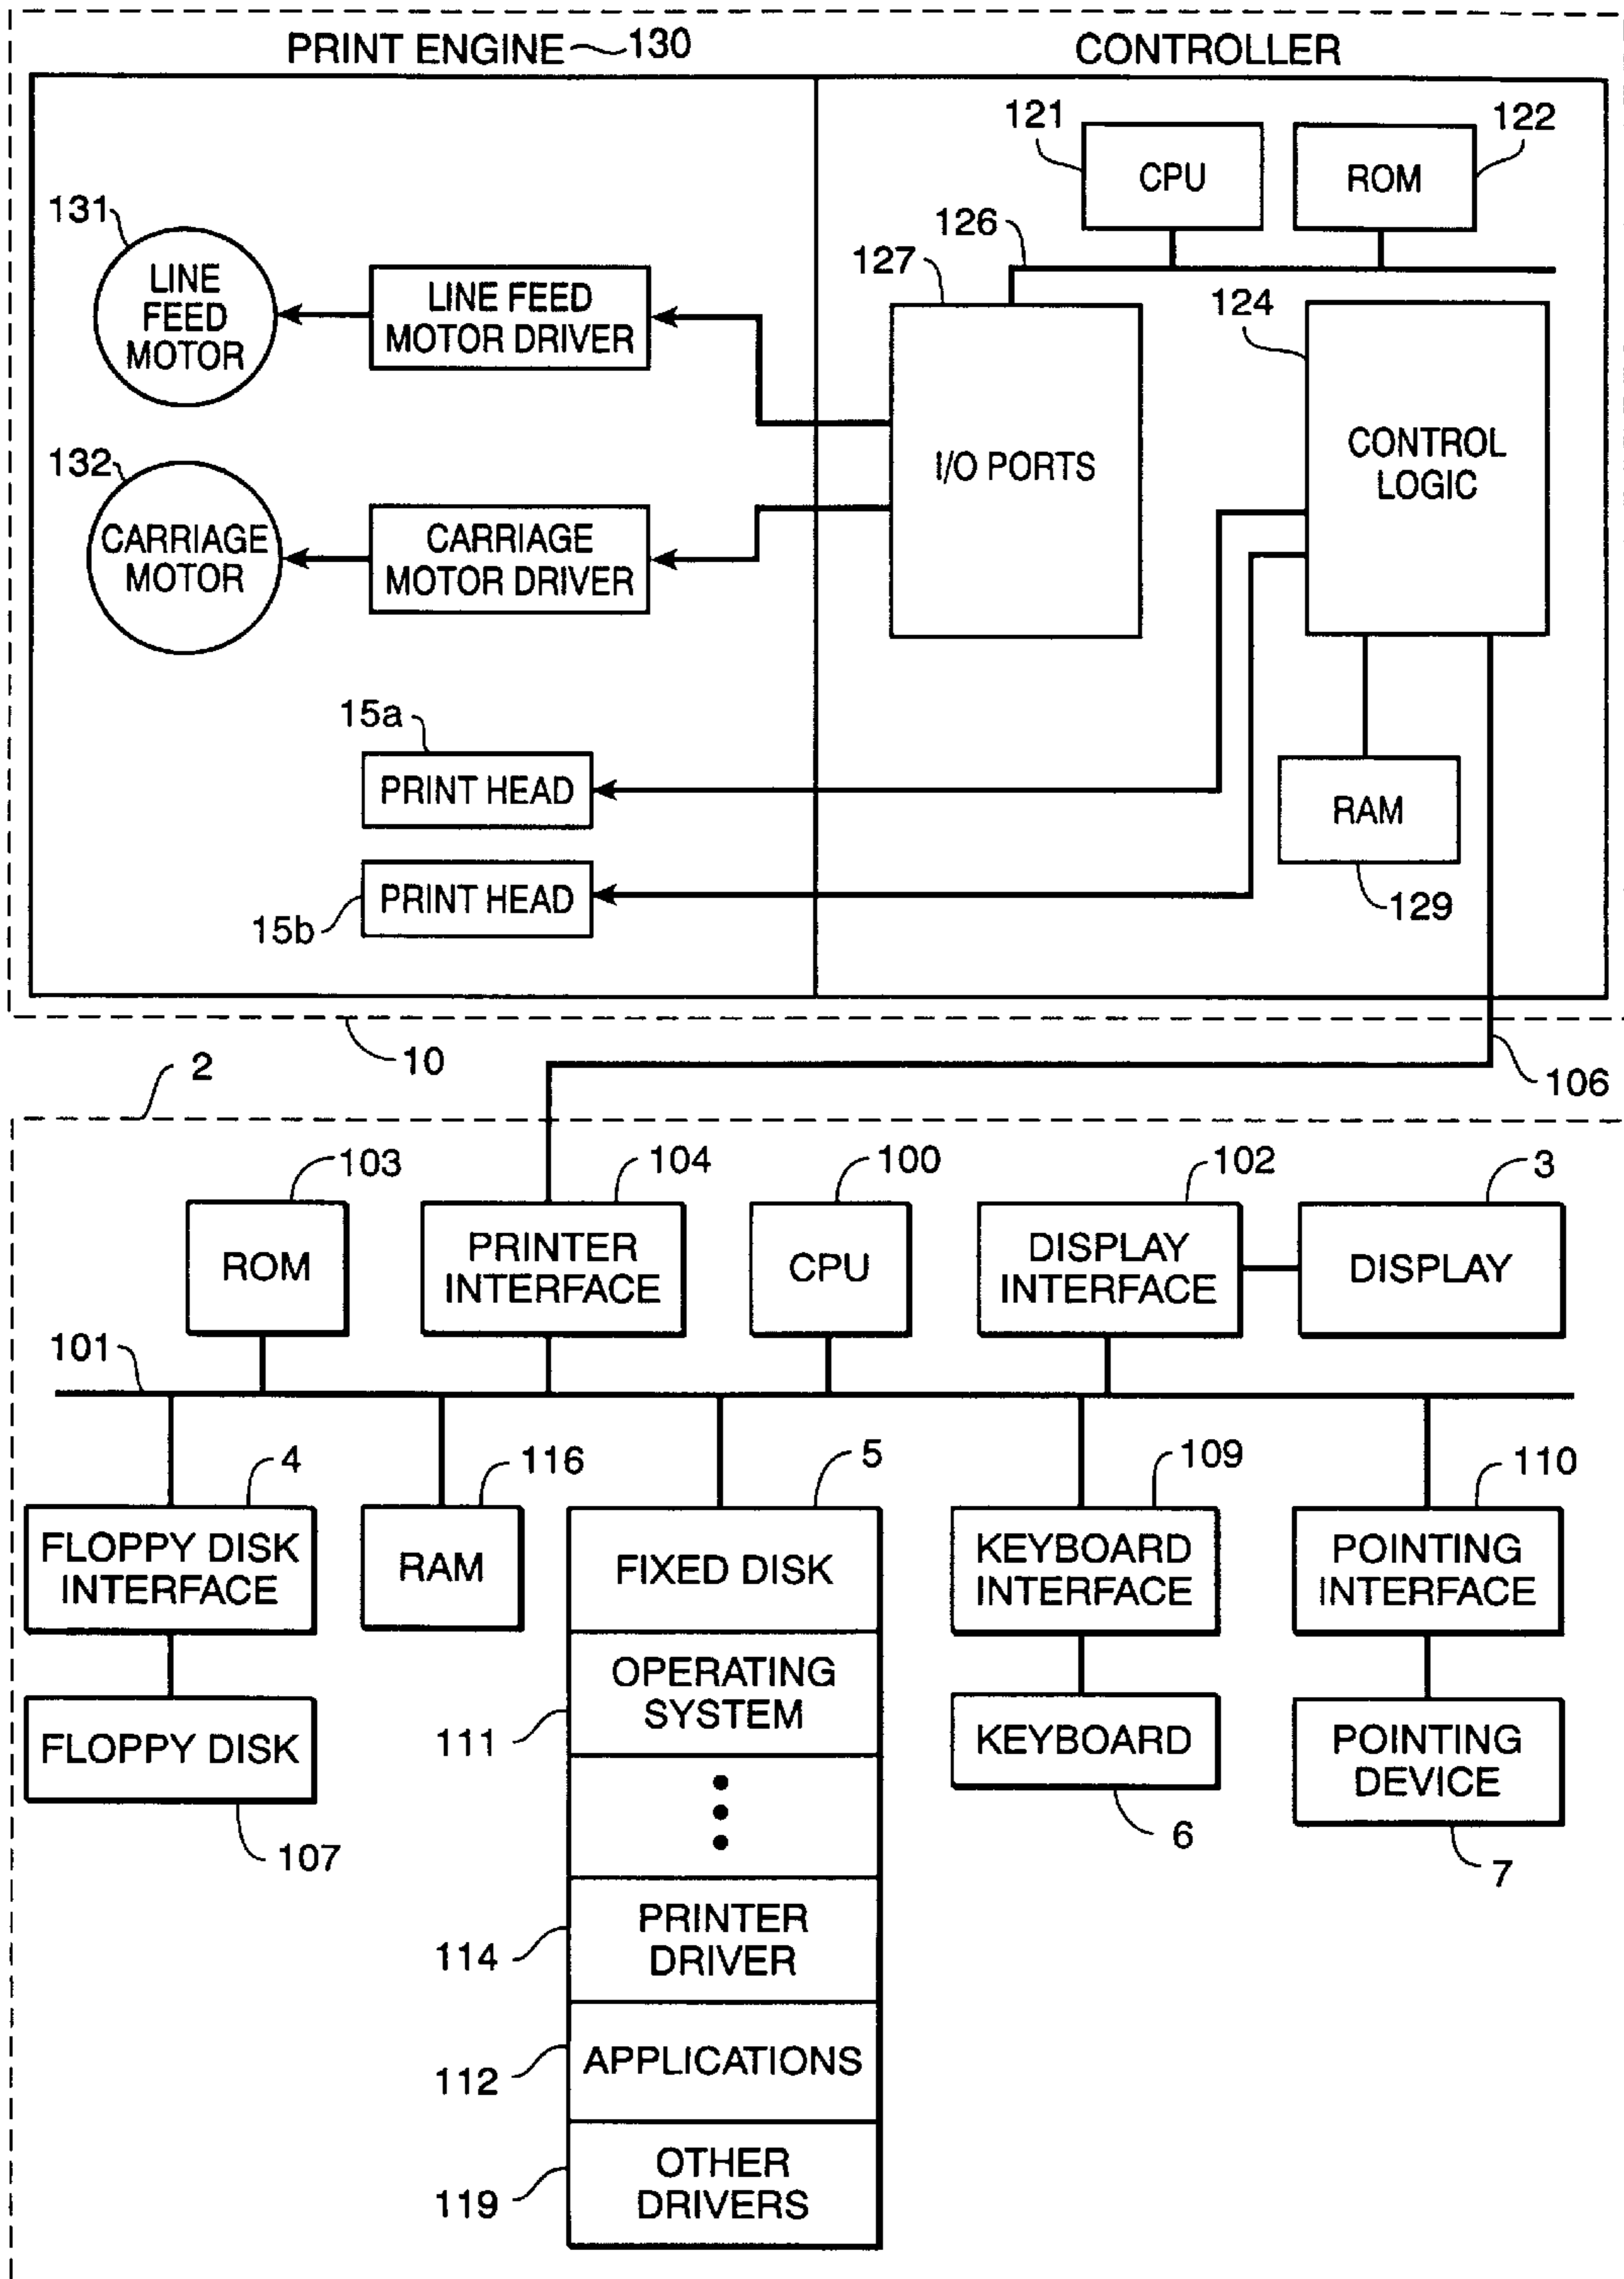 PRINT ENGINE 130
CONTROLLER
121
CPU
122
ROM
126
127
I/O PORTS
124
CONTROL
LOGIC
131
LINE
FEED
MOTOR
LINE FEED
MOTOR DRIVER
132
CARRIAGE
MOTOR
CARRIAGE
MOTOR DRIVER
15a
PRINT HEAD
15b
PRINT HEAD
RAM
129
10
106
2
103
ROM
104
PRINTER
INTERFACE
100
CPU
102
DISPLAY
INTERFACE
3
DISPLAY
101
4
FLOPPY DISK
INTERFACE
FLOPPY DISK
107
116
RAM
5
FIXED DISK
OPERATING
SYSTEM
111
PRINTER
DRIVER
114
APPLICATIONS
112
OTHER
DRIVERS
119
109
KEYBOARD
INTERFACE
KEYBOARD
6
110
POINTING
INTERFACE
POINTING
DEVICE
7